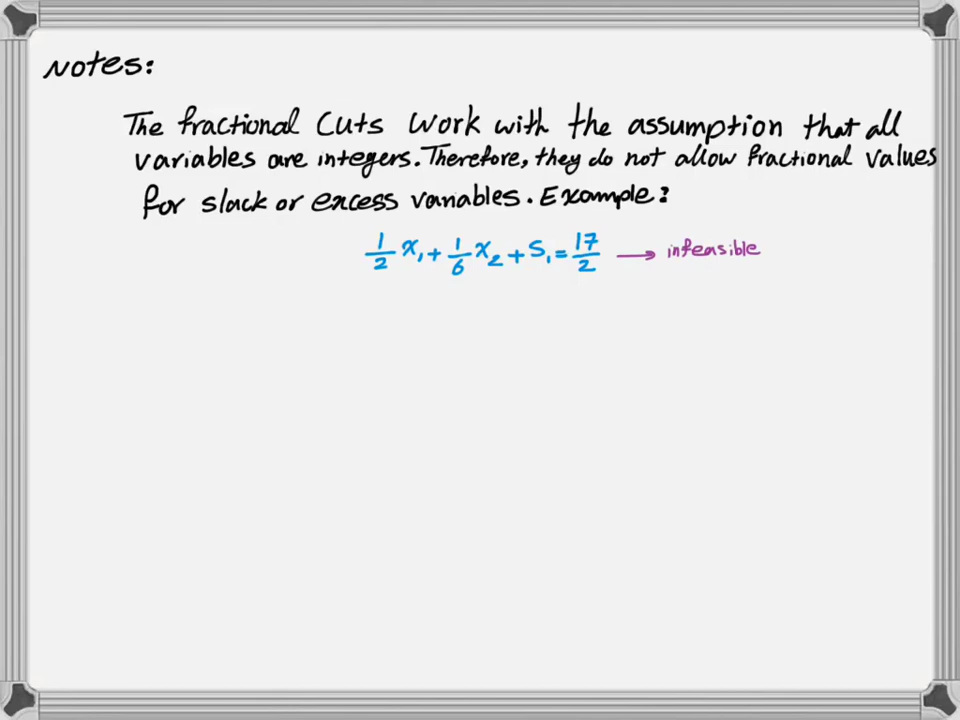 Notes:
The fractional cuts work with the assumption that all
variables are integers. Therefore, they do not allow fractional values
for slack or excess variables. Example:
1/2 x₁ + 1/6 x₂ + S₁ = 17/2 → infeasible